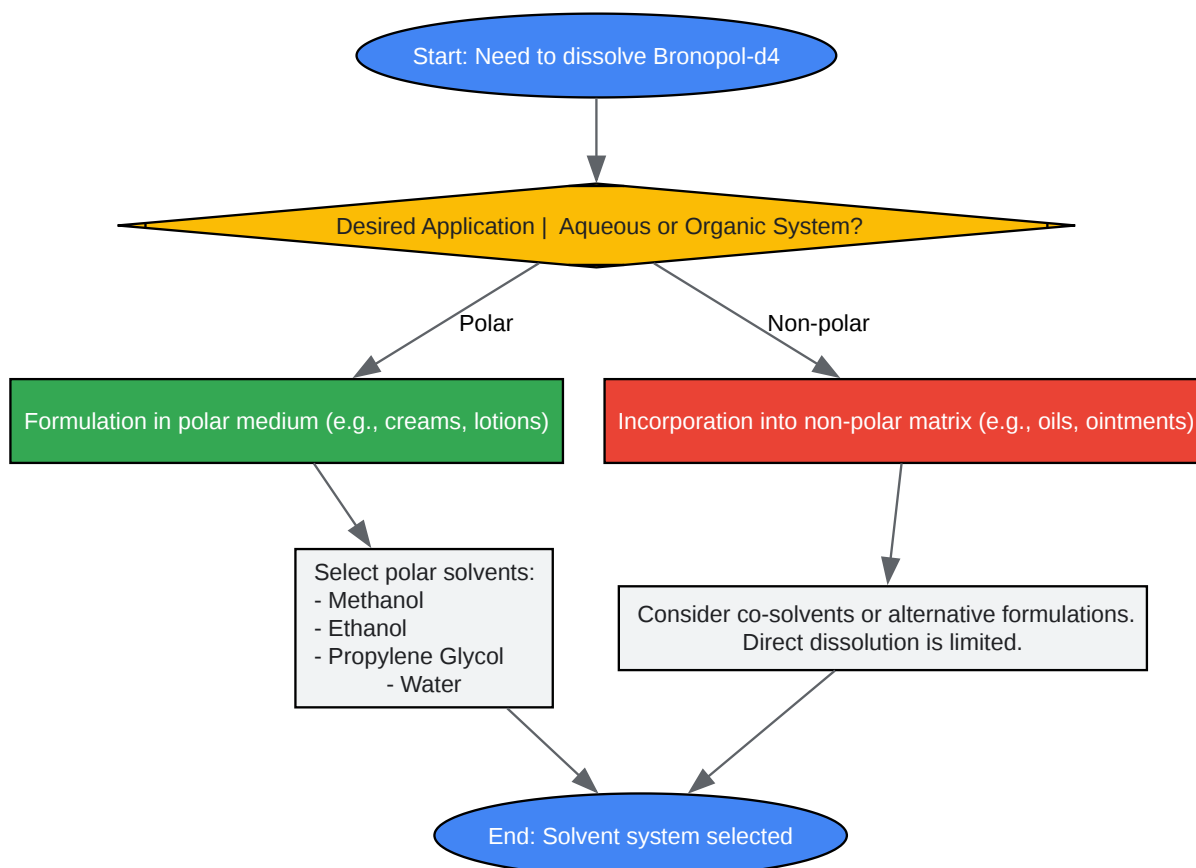 Start: Need to dissolve Bronopol-d4
Desired Application | Aqueous or Organic System?
Polar
Non-polar
Formulation in polar medium (e.g., creams, lotions)
Incorporation into non-polar matrix (e.g., oils, ointments)
Select polar solvents:
- Methanol
- Ethanol
- Propylene Glycol
- Water
Consider co-solvents or alternative formulations.
Direct dissolution is limited.
End: Solvent system selected